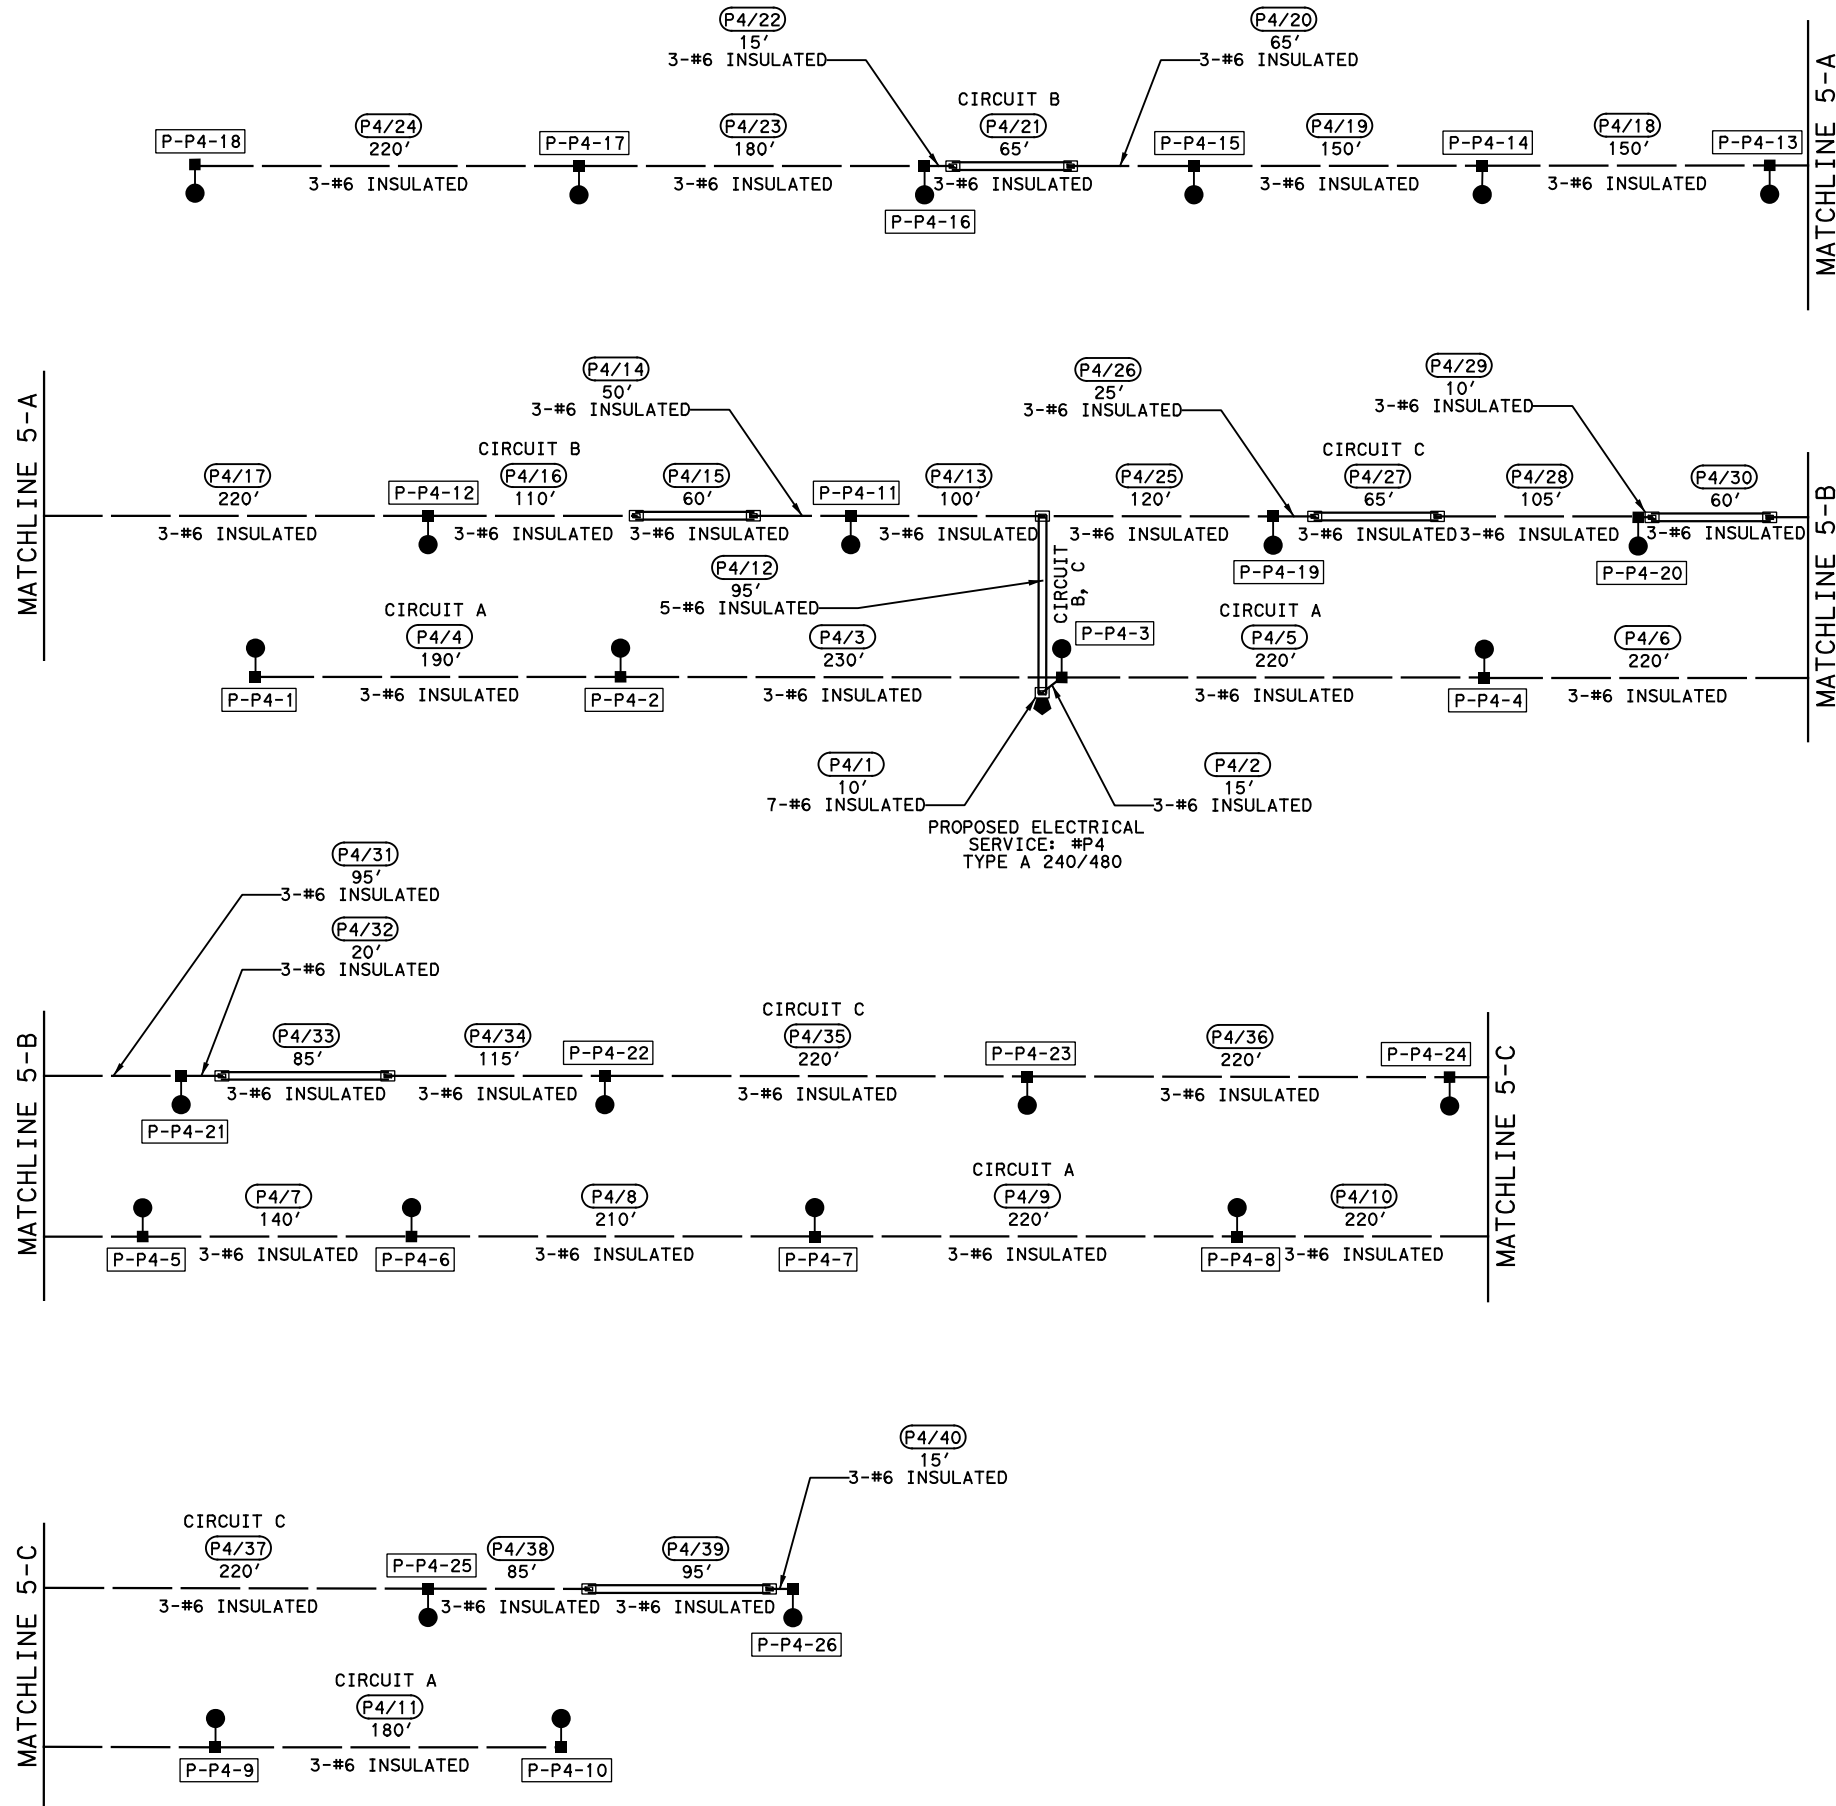 P4/22
15′
3-#6 INSULATED
P4/20
65′
3-#6 INSULATED
CIRCUIT B
P-P4-18
P4/24
220′
3-#6 INSULATED
P-P4-17
P4/23
180′
3-#6 INSULATED
P-P4-16
P4/21
65′
3-#6 INSULATED
P-P4-15
P4/19
150′
3-#6 INSULATED
P-P4-14
P4/18
150′
3-#6 INSULATED
P-P4-13
MATCHLINE 5-A
MATCHLINE 5-A
P4/14
50′
3-#6 INSULATED
P4/26
25′
3-#6 INSULATED
P4/29
10′
3-#6 INSULATED
P4/17
220′
3-#6 INSULATED
P-P4-12
CIRCUIT B
P4/16
110′
3-#6 INSULATED
P4/15
60′
3-#6 INSULATED
P-P4-11
P4/13
100′
3-#6 INSULATED
P4/25
120′
3-#6 INSULATED
P-P4-19
CIRCUIT C
P4/27
65′
3-#6 INSULATED
P4/28
105′
3-#6 INSULATED
P-P4-20
P4/30
60′
3-#6 INSULATED
MATCHLINE 5-B
P4/12
95′
5-#6 INSULATED
CIRCUIT
B, C
CIRCUIT A
P4/4
190′
3-#6 INSULATED
P-P4-1
P-P4-2
P4/3
230′
3-#6 INSULATED
P-P4-3
CIRCUIT A
P4/5
220′
3-#6 INSULATED
P-P4-4
P4/6
220′
3-#6 INSULATED
P4/1
10′
7-#6 INSULATED
P4/2
15′
3-#6 INSULATED
PROPOSED ELECTRICAL
SERVICE: #P4
TYPE A 240/480
P4/31
95′
3-#6 INSULATED
P4/32
20′
3-#6 INSULATED
MATCHLINE 5-B
P-P4-21
P4/33
85′
3-#6 INSULATED
P4/34
115′
3-#6 INSULATED
P-P4-22
CIRCUIT C
P4/35
220′
3-#6 INSULATED
P-P4-23
P4/36
220′
3-#6 INSULATED
P-P4-24
MATCHLINE 5-C
P-P4-5
P4/7
140′
3-#6 INSULATED
P-P4-6
P4/8
210′
3-#6 INSULATED
P-P4-7
CIRCUIT A
P4/9
220′
3-#6 INSULATED
P-P4-8
P4/10
220′
3-#6 INSULATED
P4/40
15′
3-#6 INSULATED
MATCHLINE 5-C
CIRCUIT C
P4/37
220′
3-#6 INSULATED
P-P4-25
P4/38
85′
3-#6 INSULATED
P4/39
95′
3-#6 INSULATED
P-P4-26
P-P4-9
CIRCUIT A
P4/11
180′
3-#6 INSULATED
P-P4-10